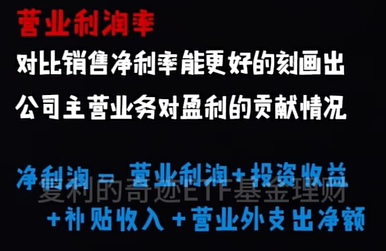 营业利润率
对比销售净利率能更好的刻画出
公司主营业务对盈利的贡献情况
净利润 = 营业利润+投资收益
复利的奇迹ETF基金理财
+补贴收入+营业外支出净额